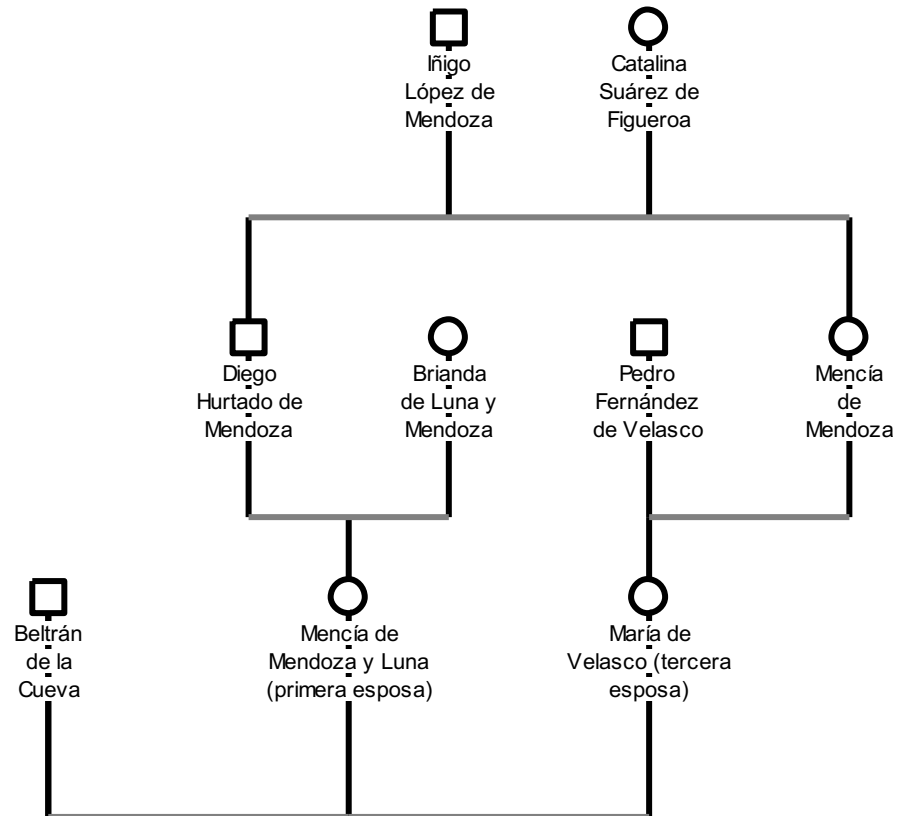 Iñigo
López de
Mendoza
Catalina
Suárez de
Figueroa
Diego
Hurtado de
Mendoza
Brianda
de Luna y
Mendoza
Pedro
Fernández
de Velasco
Mencía
de
Mendoza
Beltrán
de la
Cueva
Mencía de
Mendoza y Luna
(primera esposa)
María de
Velasco (tercera
esposa)